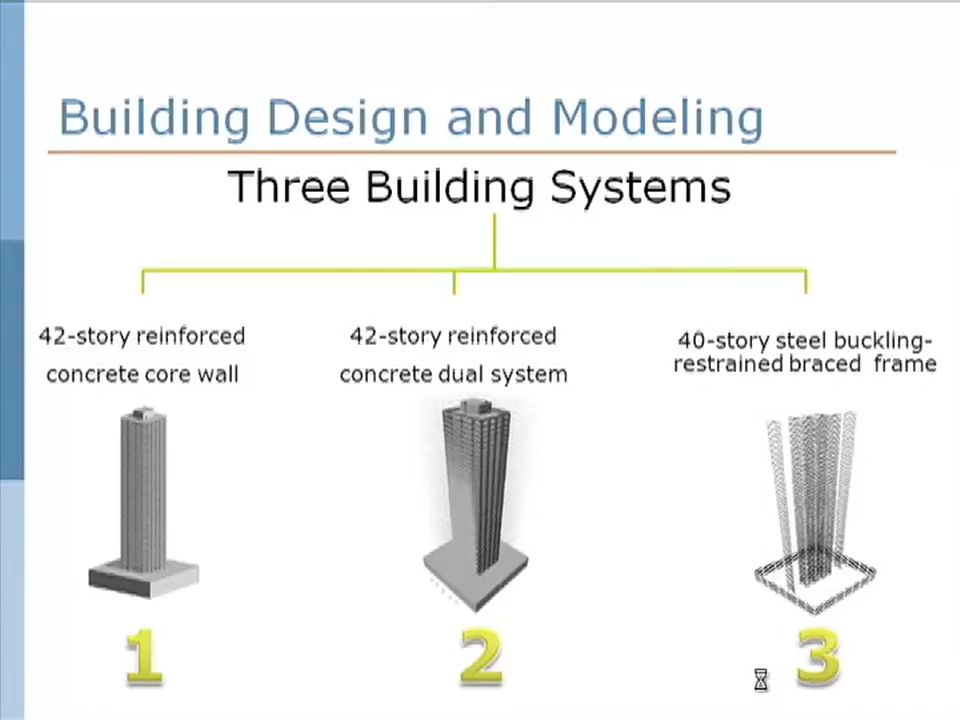 Building Design and Modeling
Three Building Systems
42-story reinforced
concrete core wall
42-story reinforced
concrete dual system
40-story steel buckling-
restrained braced frame
1
2
3